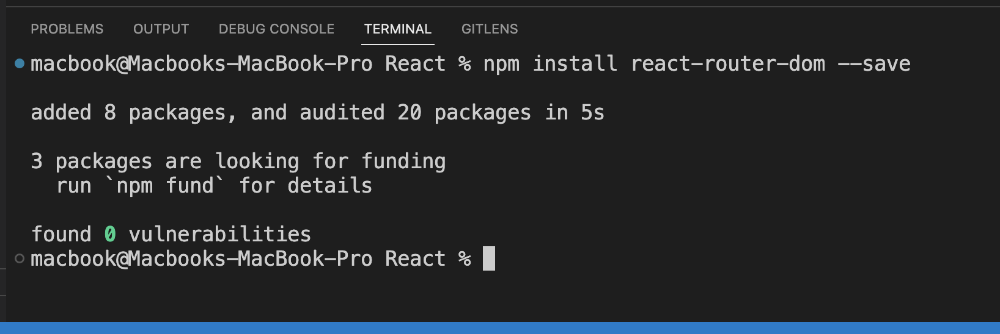 PROBLEMS OUTPUT DEBUG CONSOLE TERMINAL GITLENS
macbook@Macbooks-MacBook-Pro React % npm install react-router-dom --save
added 8 packages, and audited 20 packages in 5s
3 packages are looking for funding
  run `npm fund` for details
found 0 vulnerabilities
macbook@Macbooks-MacBook-Pro React %